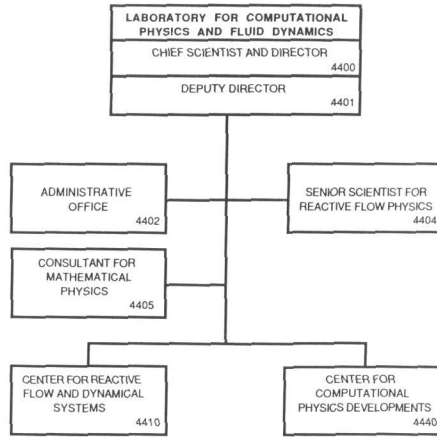 LABORATORY FOR COMPUTATIONAL
PHYSICS AND FLUID DYNAMICS
CHIEF SCIENTIST AND DIRECTOR
4400
DEPUTY DIRECTOR
4401
ADMINISTRATIVE
OFFICE
4402
SENIOR SCIENTIST FOR
REACTIVE FLOW PHYSICS
4404
CONSULTANT FOR
MATHEMATICAL
PHYSICS
4405
CENTER FOR REACTIVE
FLOW AND DYNAMICAL
SYSTEMS
4410
CENTER FOR
COMPUTATIONAL
PHYSICS DEVELOPMENTS
4440